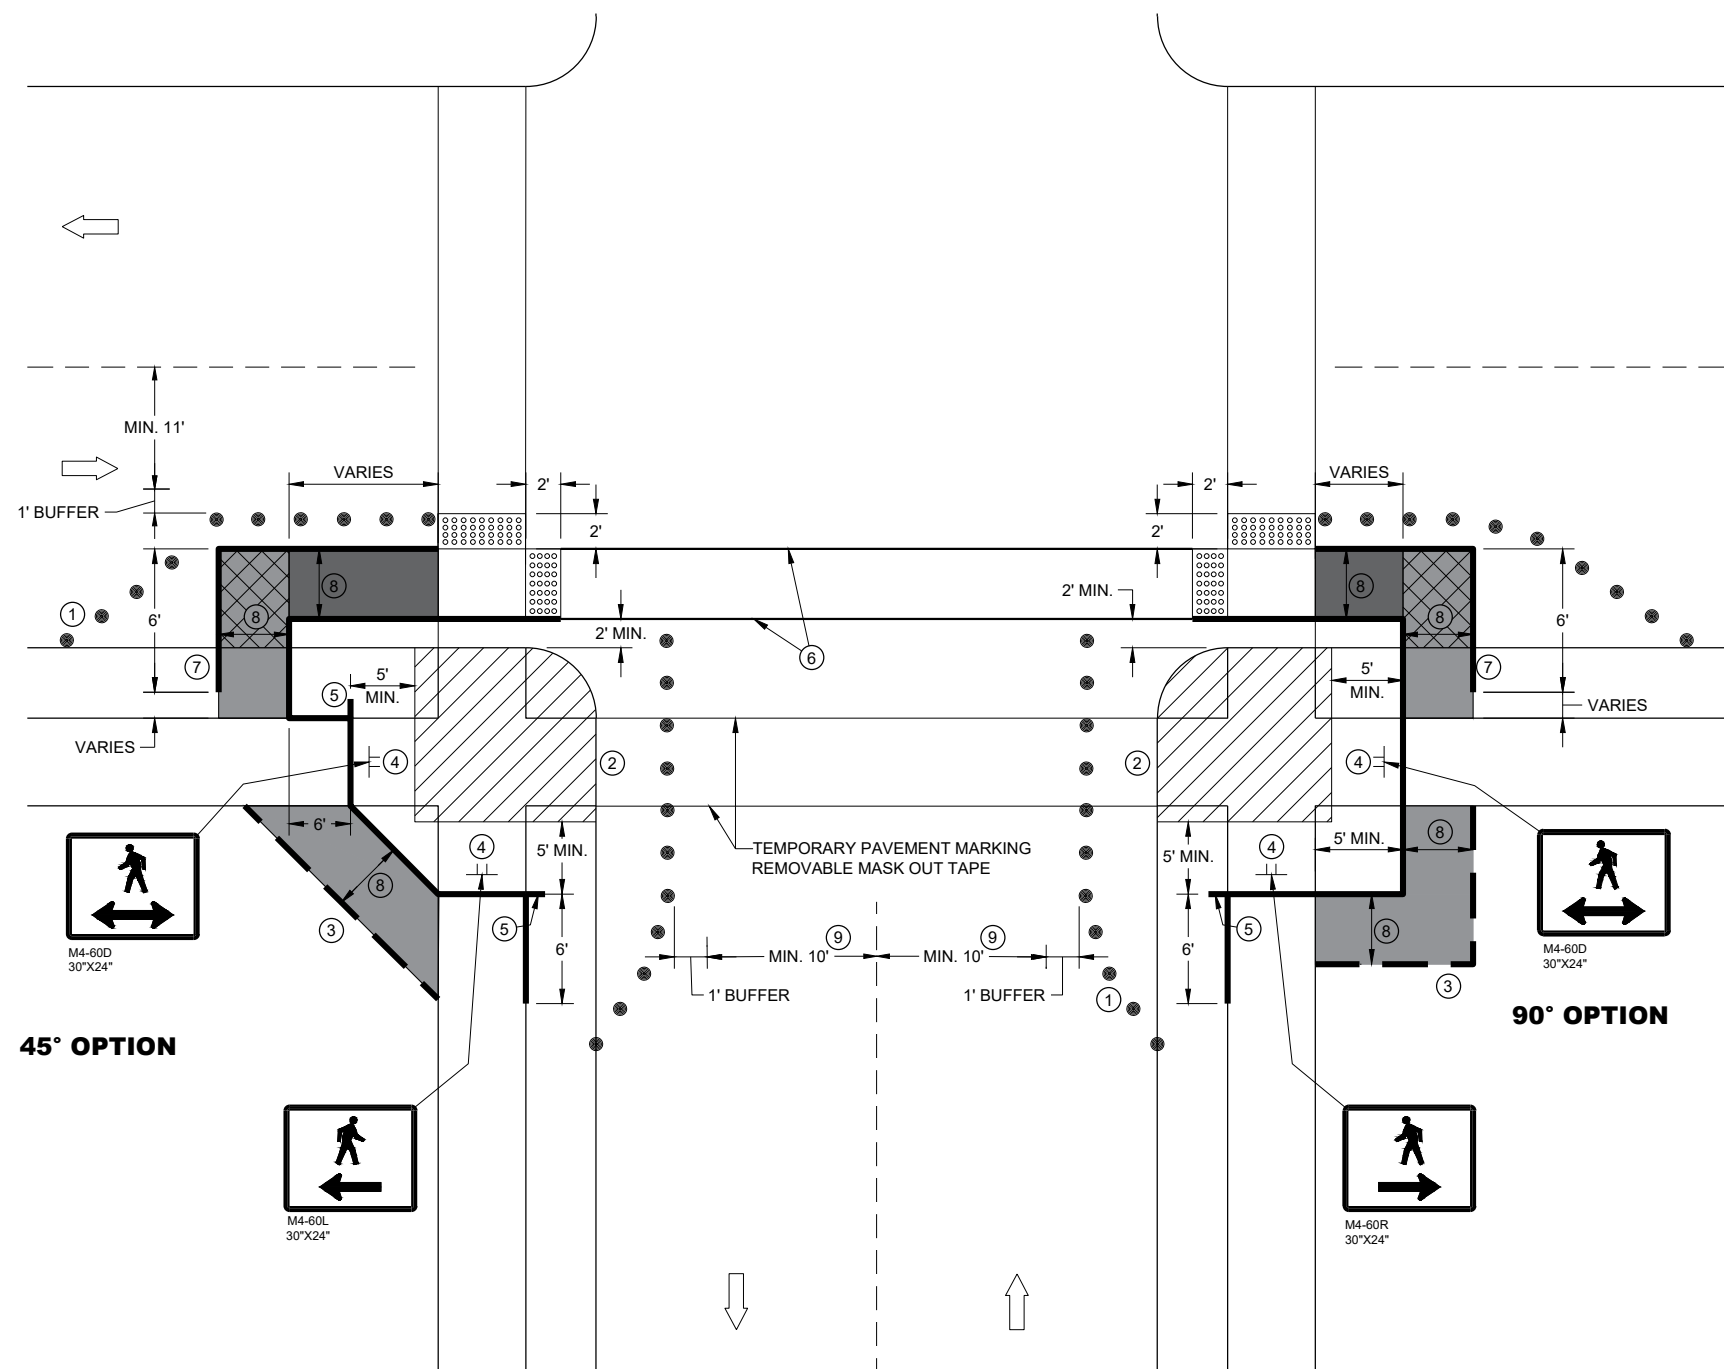 MIN. 11'
1' BUFFER
VARIES
2'
2'
2'
2'
VARIES
8
8
8
8
1
6'
2' MIN.
2' MIN.
6'
6
7
5
5'
MIN.
5'
MIN.
7
VARIES
VARIES
4
2
2
4
6'
4
5' MIN.
TEMPORARY PAVEMENT MARKING
REMOVABLE MASK OUT TAPE
5' MIN.
4
5' MIN.
8
8
3
5
6'
9
9
MIN. 10'
MIN. 10'
6'
5
8
1' BUFFER
1' BUFFER
1
3
M4-60D
30"X24"
M4-60D
30"X24"
45° OPTION
90° OPTION
M4-60L
30"X24"
M4-60R
30"X24"